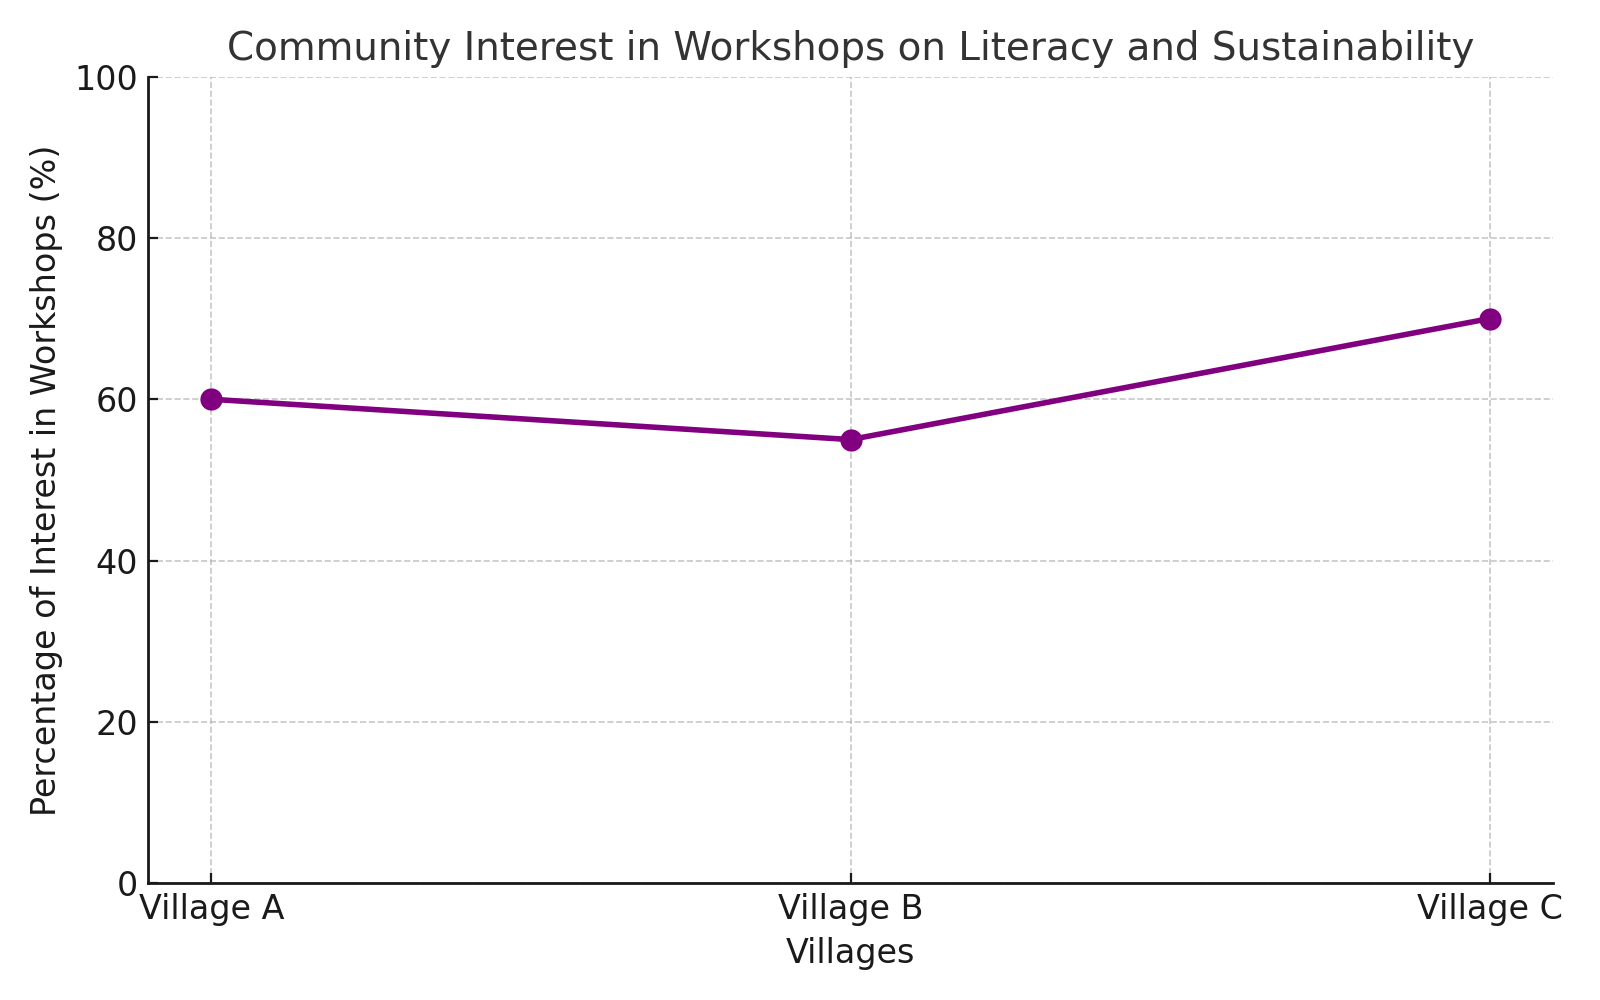 Community Interest in Workshops on Literacy and Sustainability
Percentage of Interest in Workshops (%)
100
80
60
40
20
0
Village A
Village B
Village C
Villages